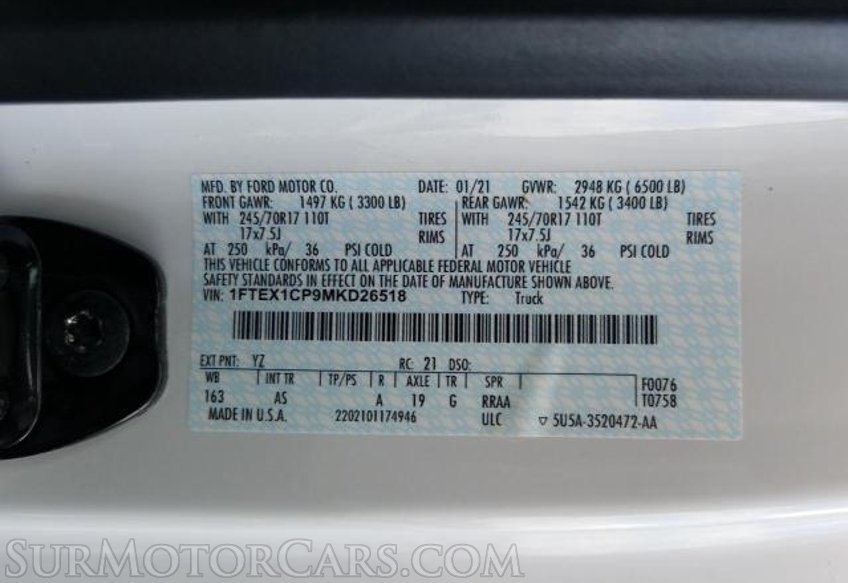 MFD. BY FORD MOTOR CO. DATE: 01/21 GVWR: 2948 KG ( 6500 LB)
FRONT GAWR: 1497 KG ( 3300 LB) REAR GAWR: 1542 KG ( 3400 LB)
WITH 245/70R17 110T TIRES WITH 245/70R17 110T TIRES
17x7.5J RIMS 17x7.5J RIMS
AT 250 kPa/ 36 PSI COLD AT 250 kPa/ 36 PSI COLD
THIS VEHICLE CONFORMS TO ALL APPLICABLE FEDERAL MOTOR VEHICLE
SAFETY STANDARDS IN EFFECT ON THE DATE OF MANUFACTURE SHOWN ABOVE.
VIN: 1FTEX1CP9MKD26518 TYPE: Truck
EXT PNT: YZ RC: 21 DSO:
WB INT TR TP/PS R AXLE TR SPR F0076
163 AS A 19 G RRAA T0758
MADE IN U.S.A. 2202101174946 ULC ▽ 5U5A-3520472-AA
SURMOTORCARS.COM